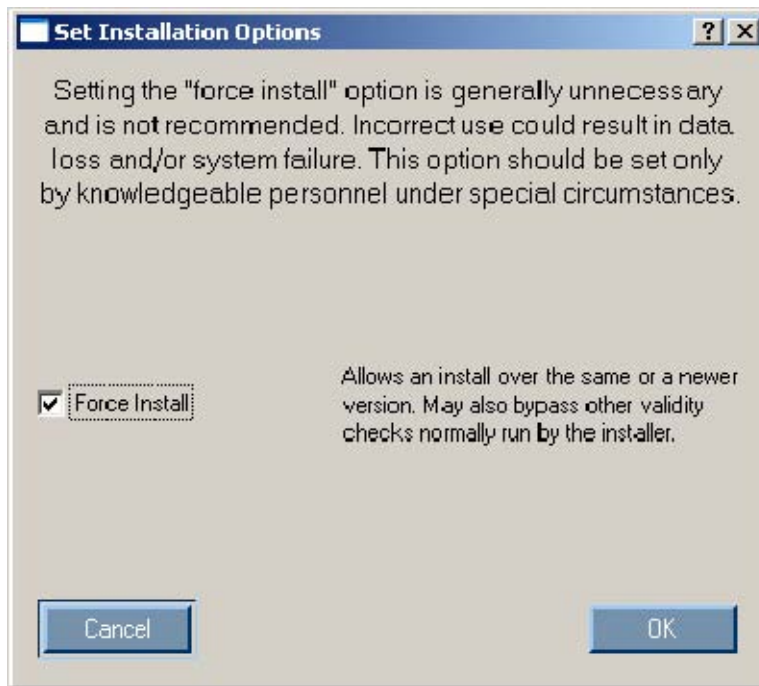 Set Installation Options
Setting the "force install" option is generally unnecessary
and is not recommended. Incorrect use could result in data
loss and/or system failure. This option should be set only
by knowledgeable personnel under special circumstances.
Force Install
Allows an install over the same or a newer
version. May also bypass other validity
checks normally run by the installer.
Cancel
OK